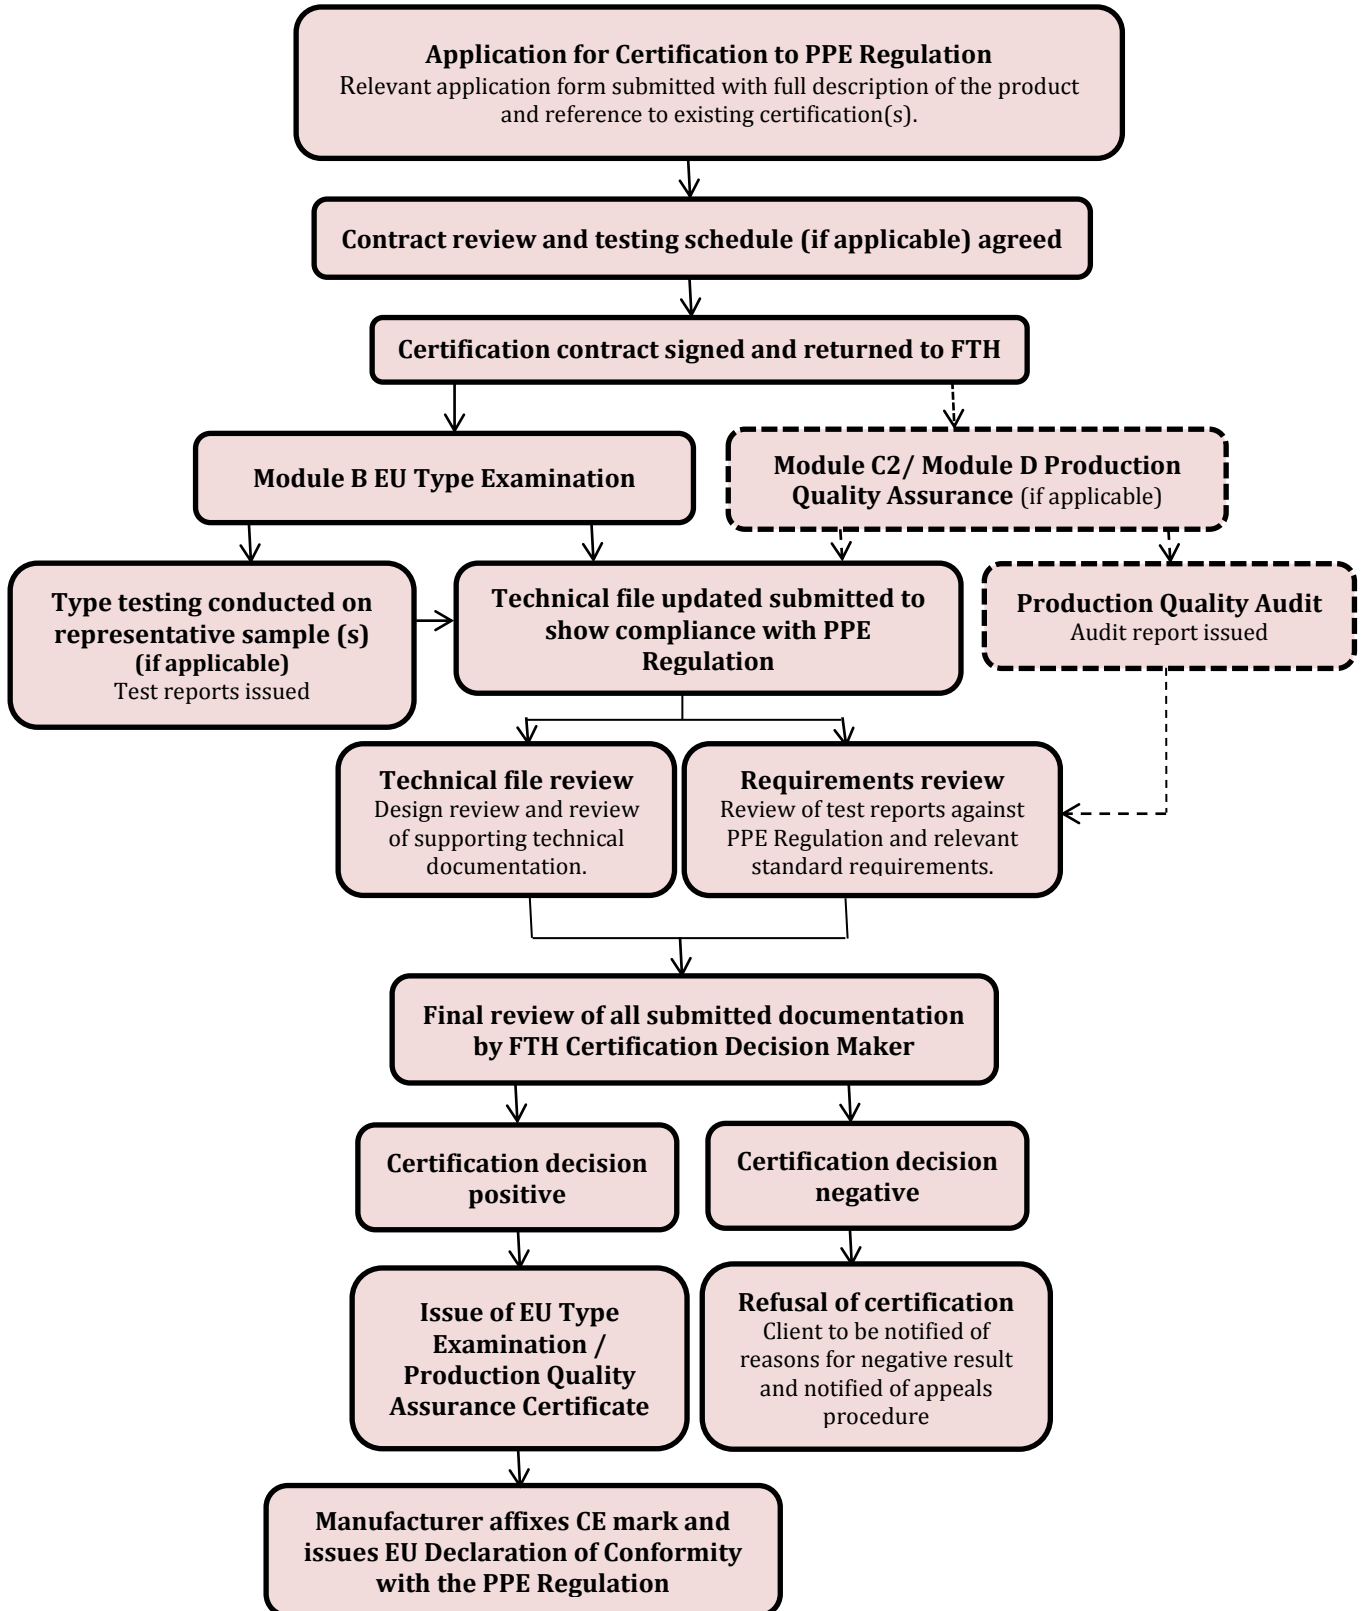 Application for Certification to PPE Regulation
Relevant application form submitted with full description of the product
and reference to existing certification(s).
Contract review and testing schedule (if applicable) agreed
Certification contract signed and returned to FTH
Module B EU Type Examination
Module C2/ Module D Production
Quality Assurance (if applicable)
Type testing conducted on
representative sample (s)
(if applicable)
Test reports issued
Technical file updated submitted to
show compliance with PPE
Regulation
Production Quality Audit
Audit report issued
Technical file review
Design review and review
of supporting technical
documentation.
Requirements review
Review of test reports against
PPE Regulation and relevant
standard requirements.
Final review of all submitted documentation
by FTH Certification Decision Maker
Certification decision
positive
Certification decision
negative
Issue of EU Type
Examination /
Production Quality
Assurance Certificate
Refusal of certification
Client to be notified of
reasons for negative result
and notified of appeals
procedure
Manufacturer affixes CE mark and
issues EU Declaration of Conformity
with the PPE Regulation